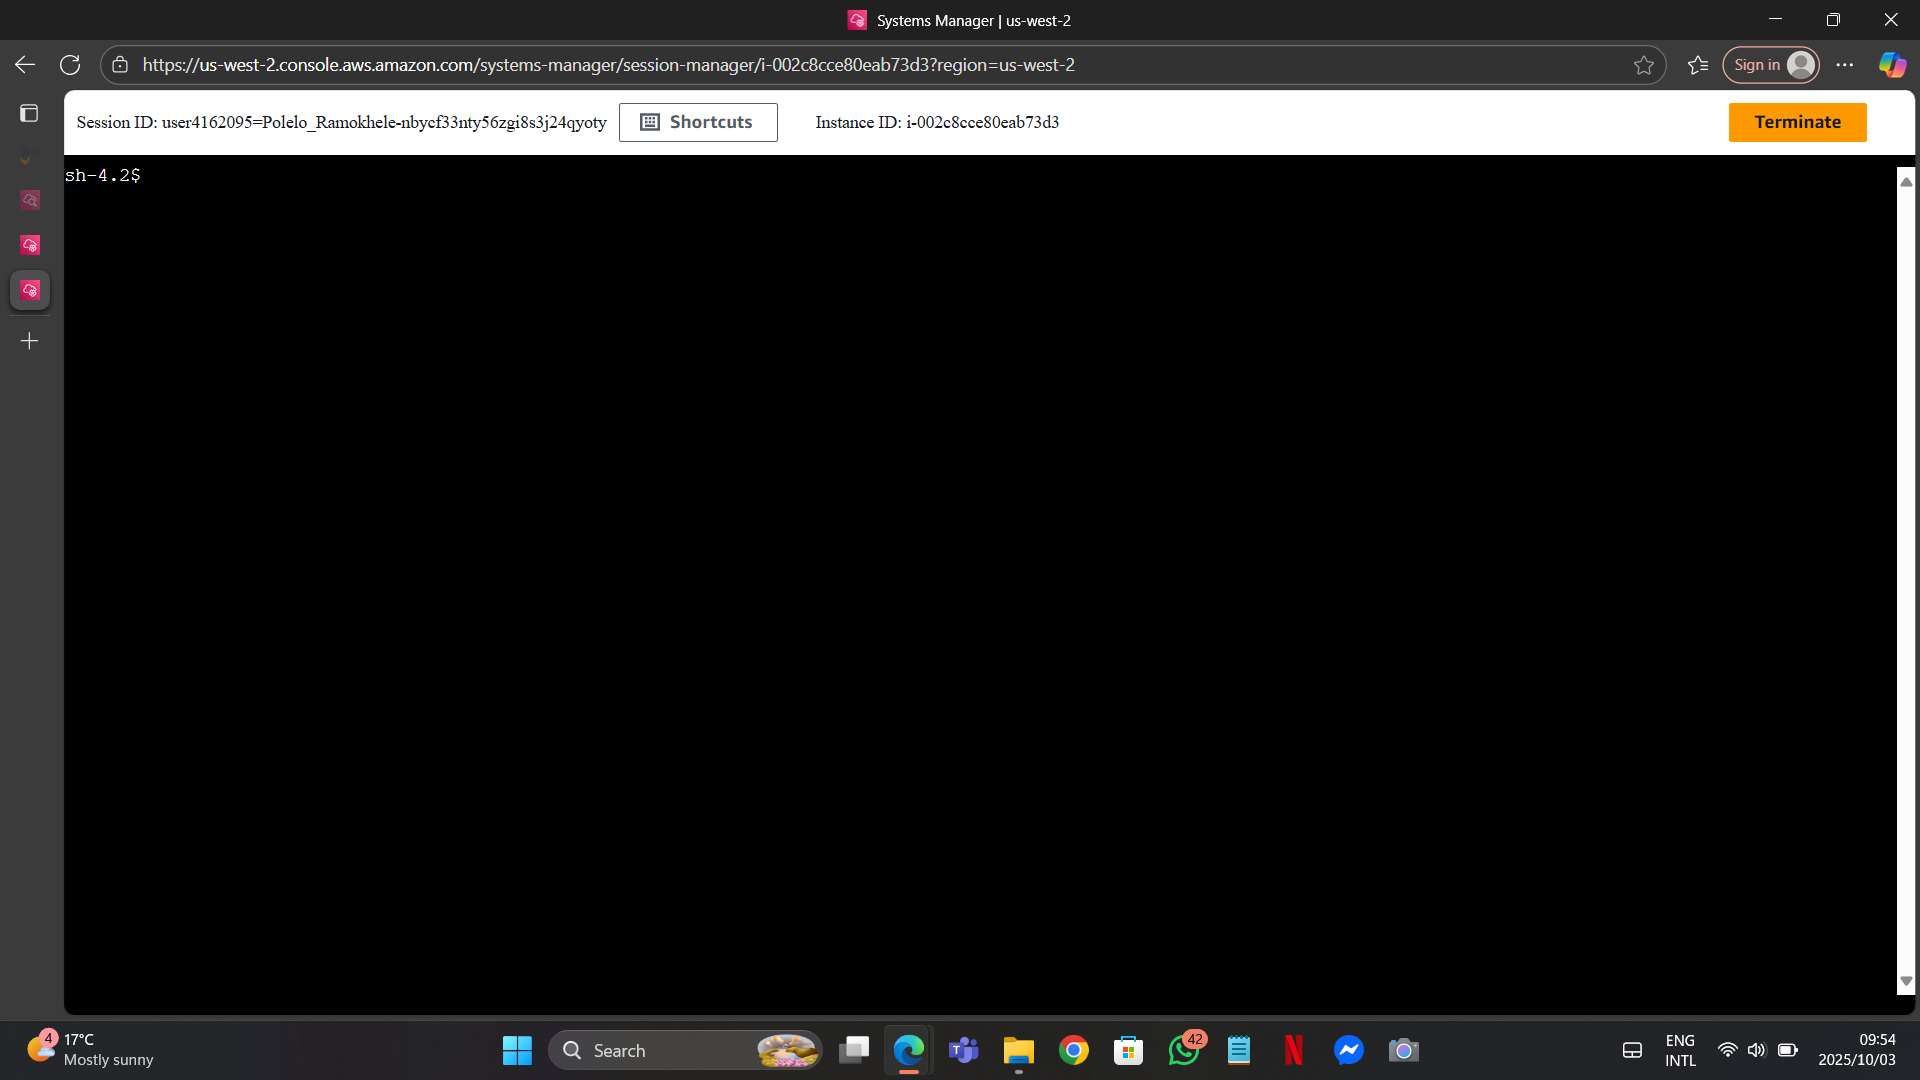 Systems Manager | us-west-2
https://us-west-2.console.aws.amazon.com/systems-manager/session-manager/i-002c8cce80eab73d3?region=us-west-2
Sign in
Session ID: user4162095=Polelo_Ramokhele-nbycf33nty56zgi8s3j24qyoty
Shortcuts
Instance ID: i-002c8cce80eab73d3
Terminate
sh-4.2$
4
17°C
Mostly sunny
Search
42
ENG
INTL
09:54
2025/10/03